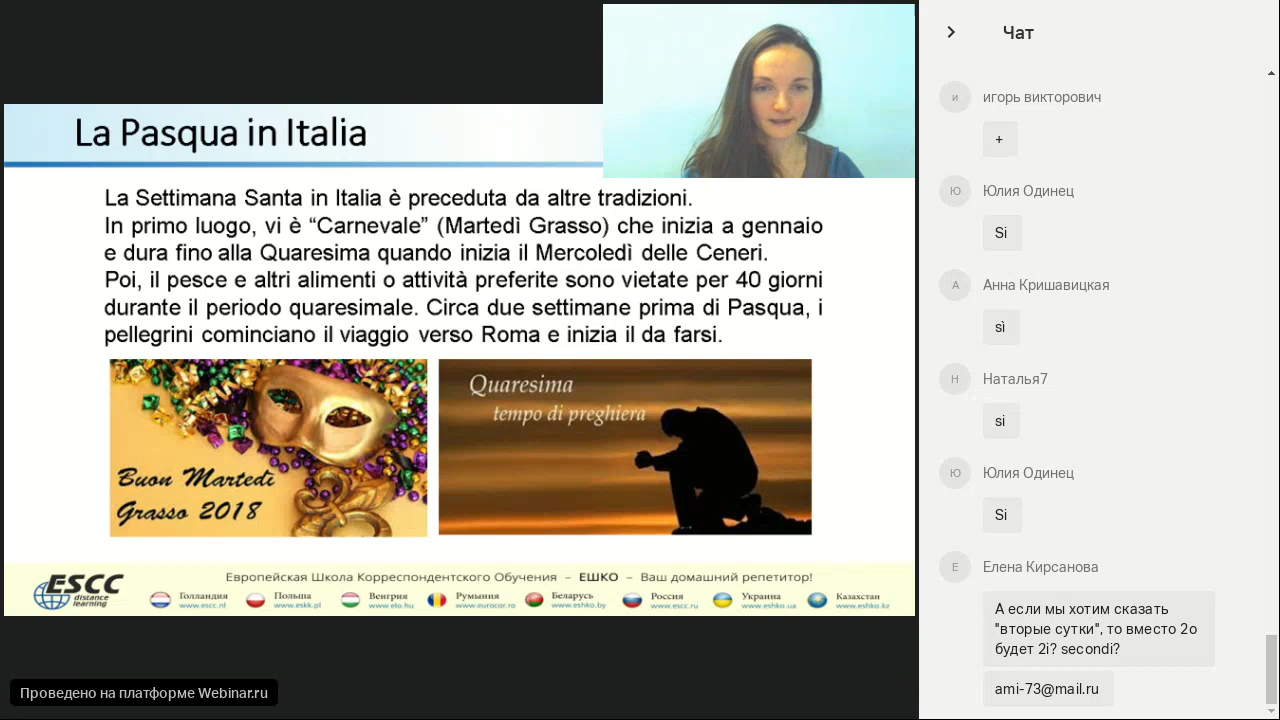 La Pasqua in Italia
La Settimana Santa in Italia è preceduta da altre tradizioni.
In primo luogo, vi è “Carnevale” (Martedì Grasso) che inizia a gennaio
e dura fino alla Quaresima quando inizia il Mercoledì delle Ceneri.
Poi, il pesce e altri alimenti o attività preferite sono vietate per 40 giorni
durante il periodo quaresimale. Circa due settimane prima di Pasqua, i
pellegrini cominciano il viaggio verso Roma e inizia il da farsi.
Buon Martedì
Grasso 2018
Quaresima
tempo di preghiera
ESCC
distance
learning
Европейская Школа Корреспондентского Обучения – ЕШКО – Ваш домашний репетитор!
Голландия
www.escc.nl
Польша
www.eskk.pl
Венгрия
www.elo.hu
Румыния
www.eurocor.ro
Беларусь
www.eshko.by
Россия
www.escc.ru
Украина
www.eshko.ua
Казахстан
www.eshko.kz
Проведено на платформе Webinar.ru
Чат
и
игорь викторович
+
Ю
Юлия Одинец
Si
А
Анна Кришавицкая
sì
Н
Наталья7
si
Ю
Юлия Одинец
Si
Е
Елена Кирсанова
А если мы хотим сказать
"вторые сутки", то вместо 2о
будет 2i? secondi?
ami-73@mail.ru